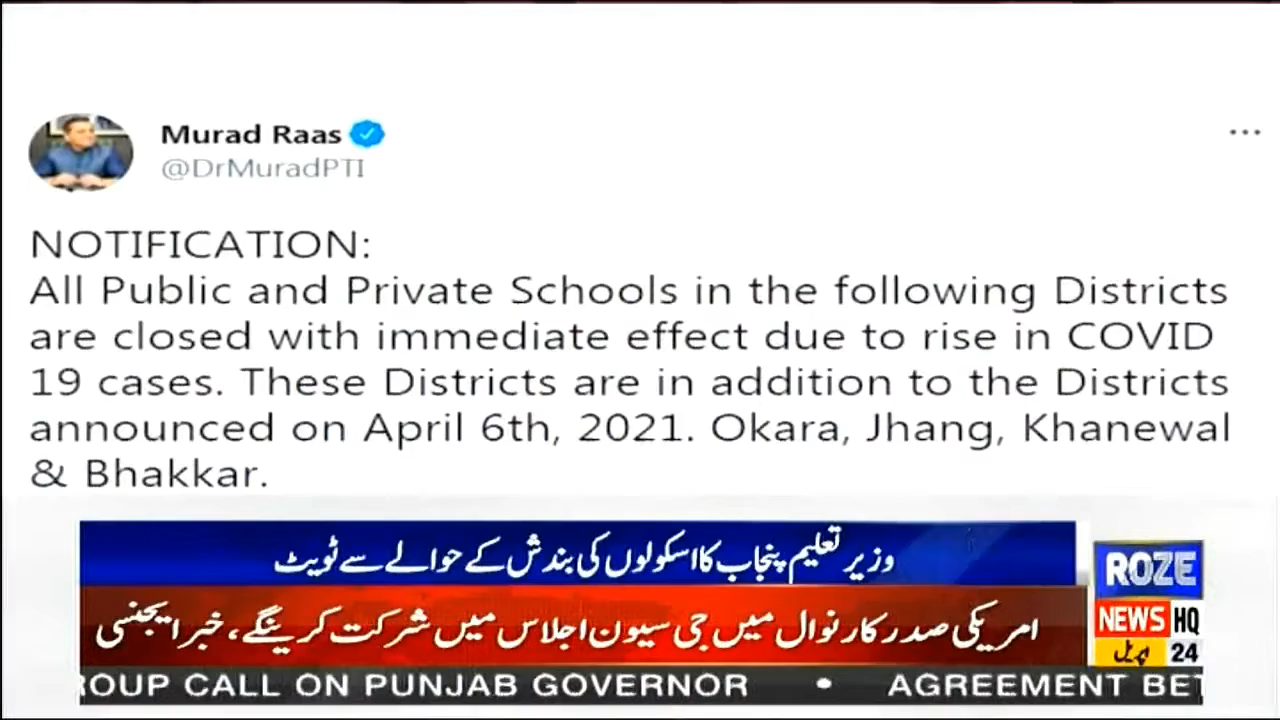 Murad Raas
@DrMuradPTI
NOTIFICATION:
All Public and Private Schools in the following Districts
are closed with immediate effect due to rise in COVID
19 cases. These Districts are in addition to the Districts
announced on April 6th, 2021. Okara, Jhang, Khanewal
& Bhakkar.
وزیر تعلیم پنجاب کا اسکولوں کی بندش کے حوالے سے ٹویٹ
امریکی صدر کارنوال میں جی سیون اجلاس میں شرکت کرینگے، خبر ایجنسی
ROZE
NEWS HQ
24 اپریل
ROUP CALL ON PUNJAB GOVERNOR • AGREEMENT BET